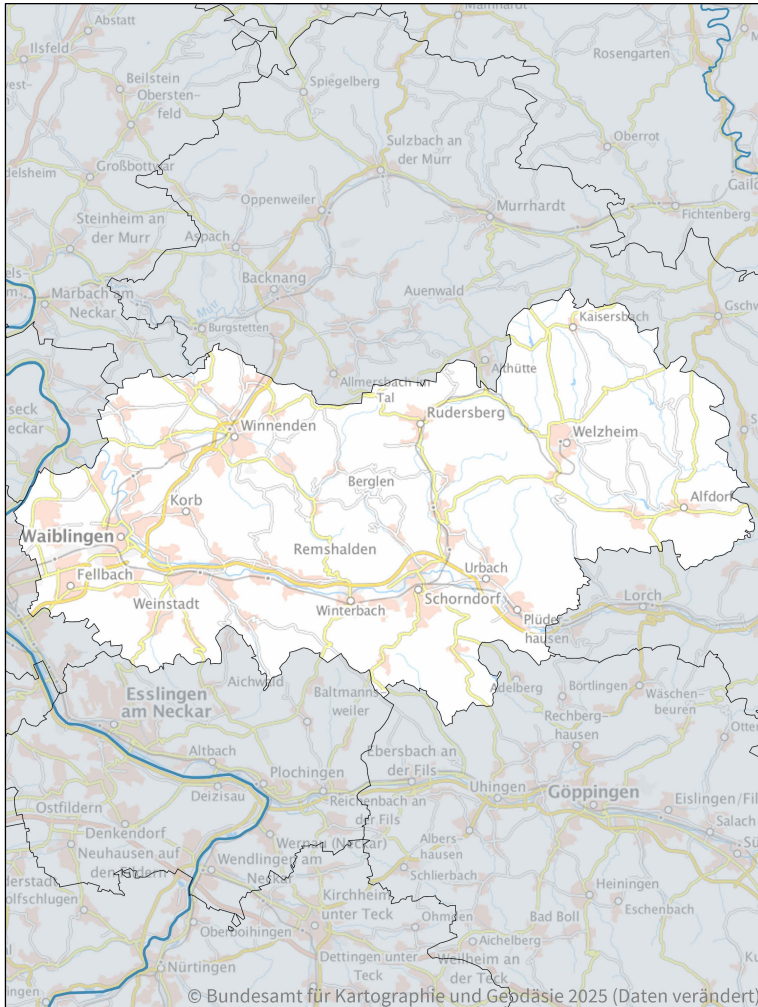 Abstatt
Mainhardt
Ilsfeld
Rosengarten
Beilstein
Obersten-
feld
Spiegelberg
Sulzbach an
der Murr
Oberrot
Großbottwar
Oppenweiler
Murrhardt
Steinheim an
der Murr
Aspach
Fichtenberg
Backnang
Auenwald
Marbach am
Neckar
Murr
Burgstetten
Kaisersbach
Althütte
Allmersbach im
Tal
Rudersberg
Winnenden
Welzheim
Berglen
Korb
Alfdorf
Waiblingen
Remshalden
Fellbach
Urbach
Weinstadt
Winterbach
Schorndorf
Lorch
Plüder-
hausen
Aichwald
Adelberg
Börtlingen
Wäschen-
beuren
Esslingen
am Neckar
Baltmanns-
weiler
Rechberg-
hausen
Altbach
Ebersbach an
der Fils
Plochingen
Uhingen
Göppingen
Deizisau
Reichenbach an
der Fils
Eislingen/Fil
Ostfildern
Salach
Denkendorf
Wernau (Neckar)
Albers-
hausen
Neuhausen auf
den Fildern
Wendlingen am
Neckar
Schlierbach
Heiningen
Kirchheim
unter Teck
Eschenbach
Ohmden
Bad Boll
Oberboihingen
Aichelberg
Dettingen unter
Teck
Weilheim an
der Teck
Nürtingen
© Bundesamt für Kartographie und Geodäsie 2025 (Daten verändert)